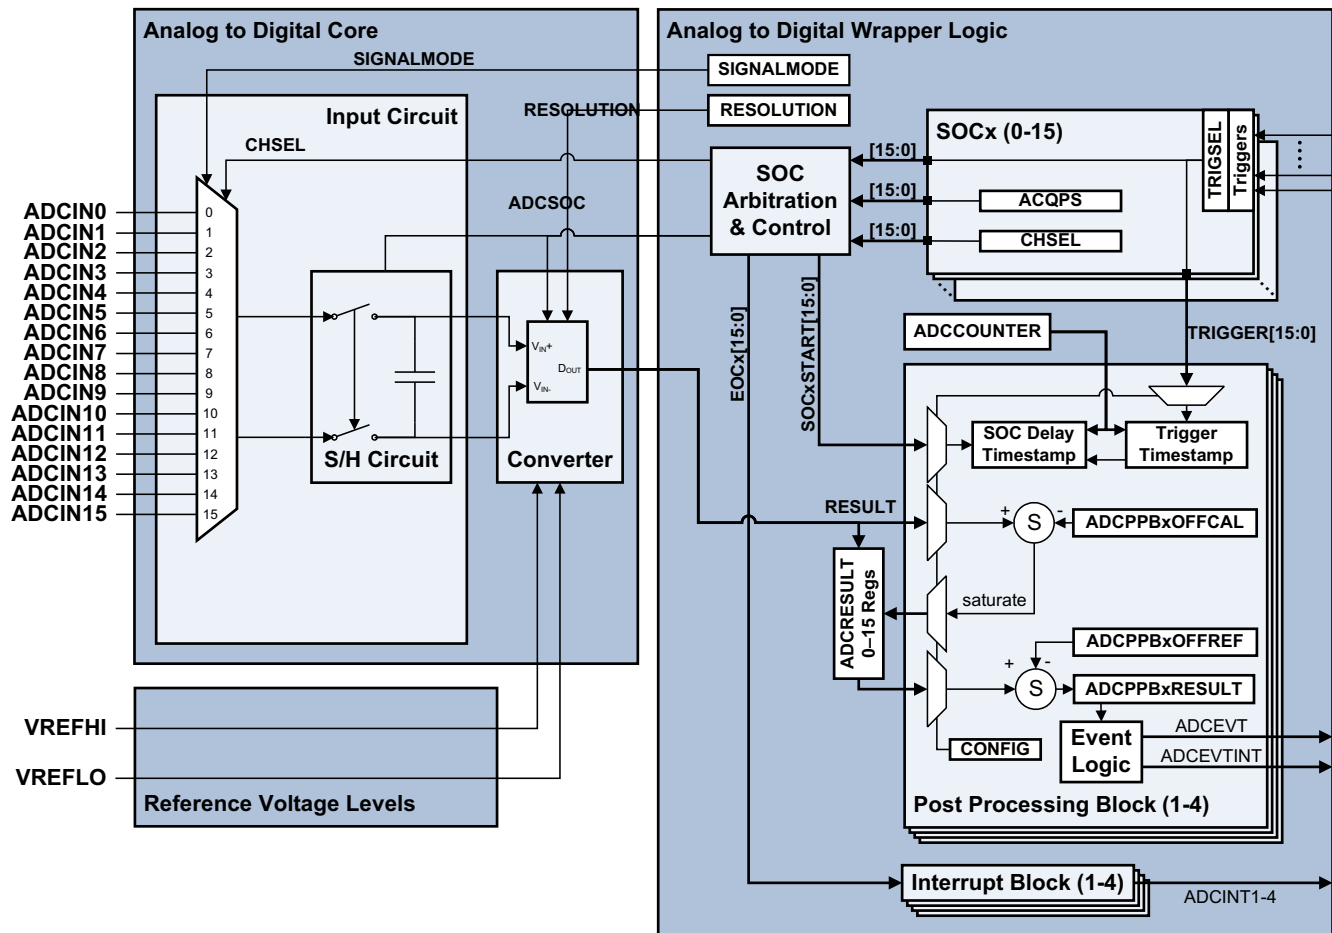 Analog to Digital Core
SIGNALMODE
Input Circuit
RESOLUTION
CHSEL
ADCSOC
ADCIN0
ADCIN1
ADCIN2
ADCIN3
ADCIN4
ADCIN5
ADCIN6
ADCIN7
ADCIN8
ADCIN9
ADCIN10
ADCIN11
ADCIN12
ADCIN13
ADCIN14
ADCIN15
0
1
2
3
4
5
6
7
8
9
10
11
12
13
14
15
S/H Circuit
VIN+
DOUT
VIN-
Converter
VREFHI
VREFLO
Reference Voltage Levels
Analog to Digital Wrapper Logic
SIGNALMODE
RESOLUTION
SOC
Arbitration
& Control
[15:0]
[15:0]
[15:0]
SOCx (0-15)
ACQPS
CHSEL
TRIGSEL
Triggers
EOCx[15:0]
SOCxSTART[15:0]
ADCCOUNTER
TRIGGER[15:0]
SOC Delay
Timestamp
Trigger
Timestamp
RESULT
+
S
-
ADCPPBxOFFCAL
saturate
ADCRESULT
0–15 Regs
ADCPPBxOFFREF
+
-
S
ADCPPBxRESULT
CONFIG
Event
Logic
ADCEVT
ADCEVTINT
Post Processing Block (1-4)
Interrupt Block (1-4)
ADCINT1-4